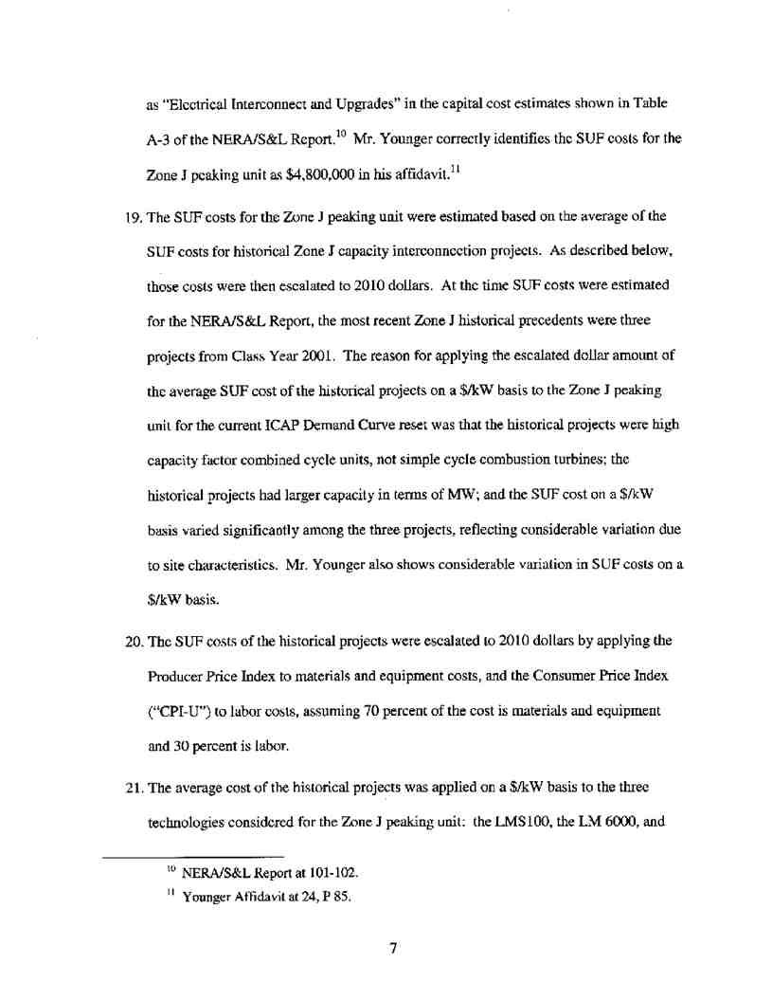 as "Electrical Interconnect and Upgrades" in the capital cost estimates shown in Table
A-3 of the NERA/S&L Report.10 Mr. Younger correctly identifies the SUF costs for the
Zone J peaking unit as $4,800,000 in his affidavit.11
19. The SUF costs for the Zone J peaking unit were estimated based on the average of the
SUF costs for historical Zone J capacity interconnection projects. As described below,
those costs were then escalated to 2010 dollars. At the time SUF costs were estimated
for the NERA/S&L Report, the most recent Zone J historical precedents were three
projects from Class Year 2001. The reason for applying the escalated dollar amount of
the average SUF cost of the historical projects on a $/kW basis to the Zone J peaking
unit for the current ICAP Demand Curve reset was that the historical projects were high
capacity factor combined cycle units, not simple cycle combustion turbines; the
historical projects had larger capacity in terms of MW; and the SUF cost on a $/kW
basis varied significantly among the three projects, reflecting considerable variation due
to site characteristics. Mr. Younger also shows considerable variation in SUF costs on a
$/kW basis.
20. The SUF costs of the historical projects were escalated to 2010 dollars by applying the
Producer Price Index to materials and equipment costs, and the Consumer Price Index
("CPI-U") to labor costs, assuming 70 percent of the cost is materials and equipment
and 30 percent is labor.
21. The average cost of the historical projects was applied on a $/kW basis to the three
technologies considered for the Zone J peaking unit: the LMS100, the LM 6000, and
10 NERA/S&L Report at 101-102.
11 Younger Affidavit at 24, P 85.
7